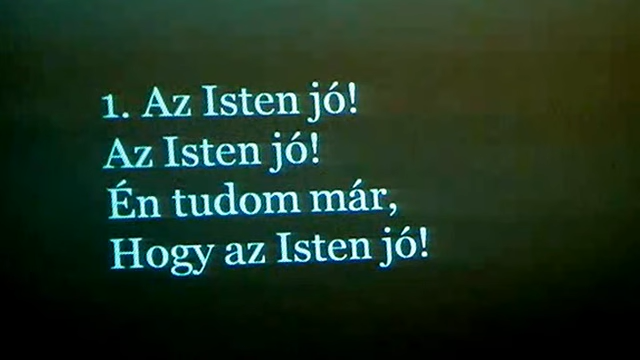 1. Az Isten jó!
Az Isten jó!
Én tudom már,
Hogy az Isten jó!